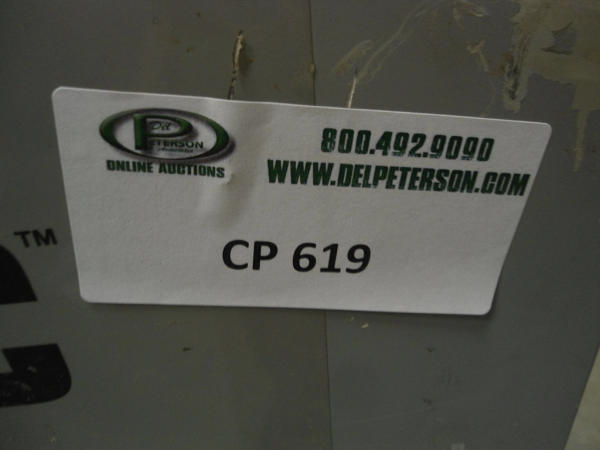 Del
PETERSON
ONLINE AUCTIONS
800.492.9090
WWW.DELPETERSON.COM
CP 619
TM